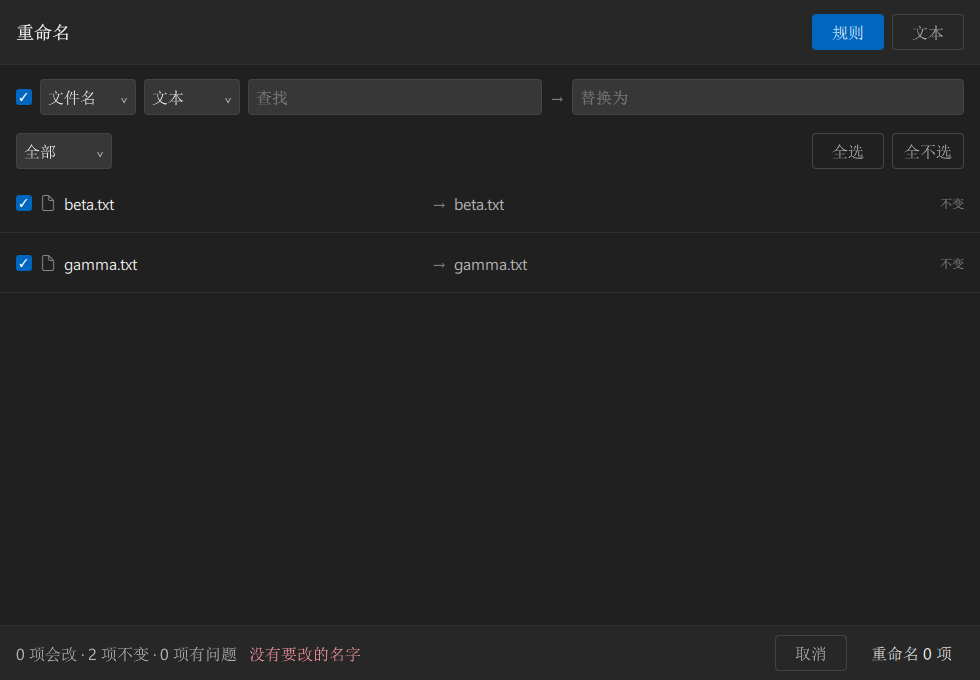 重命名 规则 文本
文件名 文本 查找 → 替换为
全部 全选 全不选
beta.txt → beta.txt 不变
gamma.txt → gamma.txt 不变
0 项会改 · 2 项不变 · 0 项有问题 没有要改的名字 取消 重命名 0 项